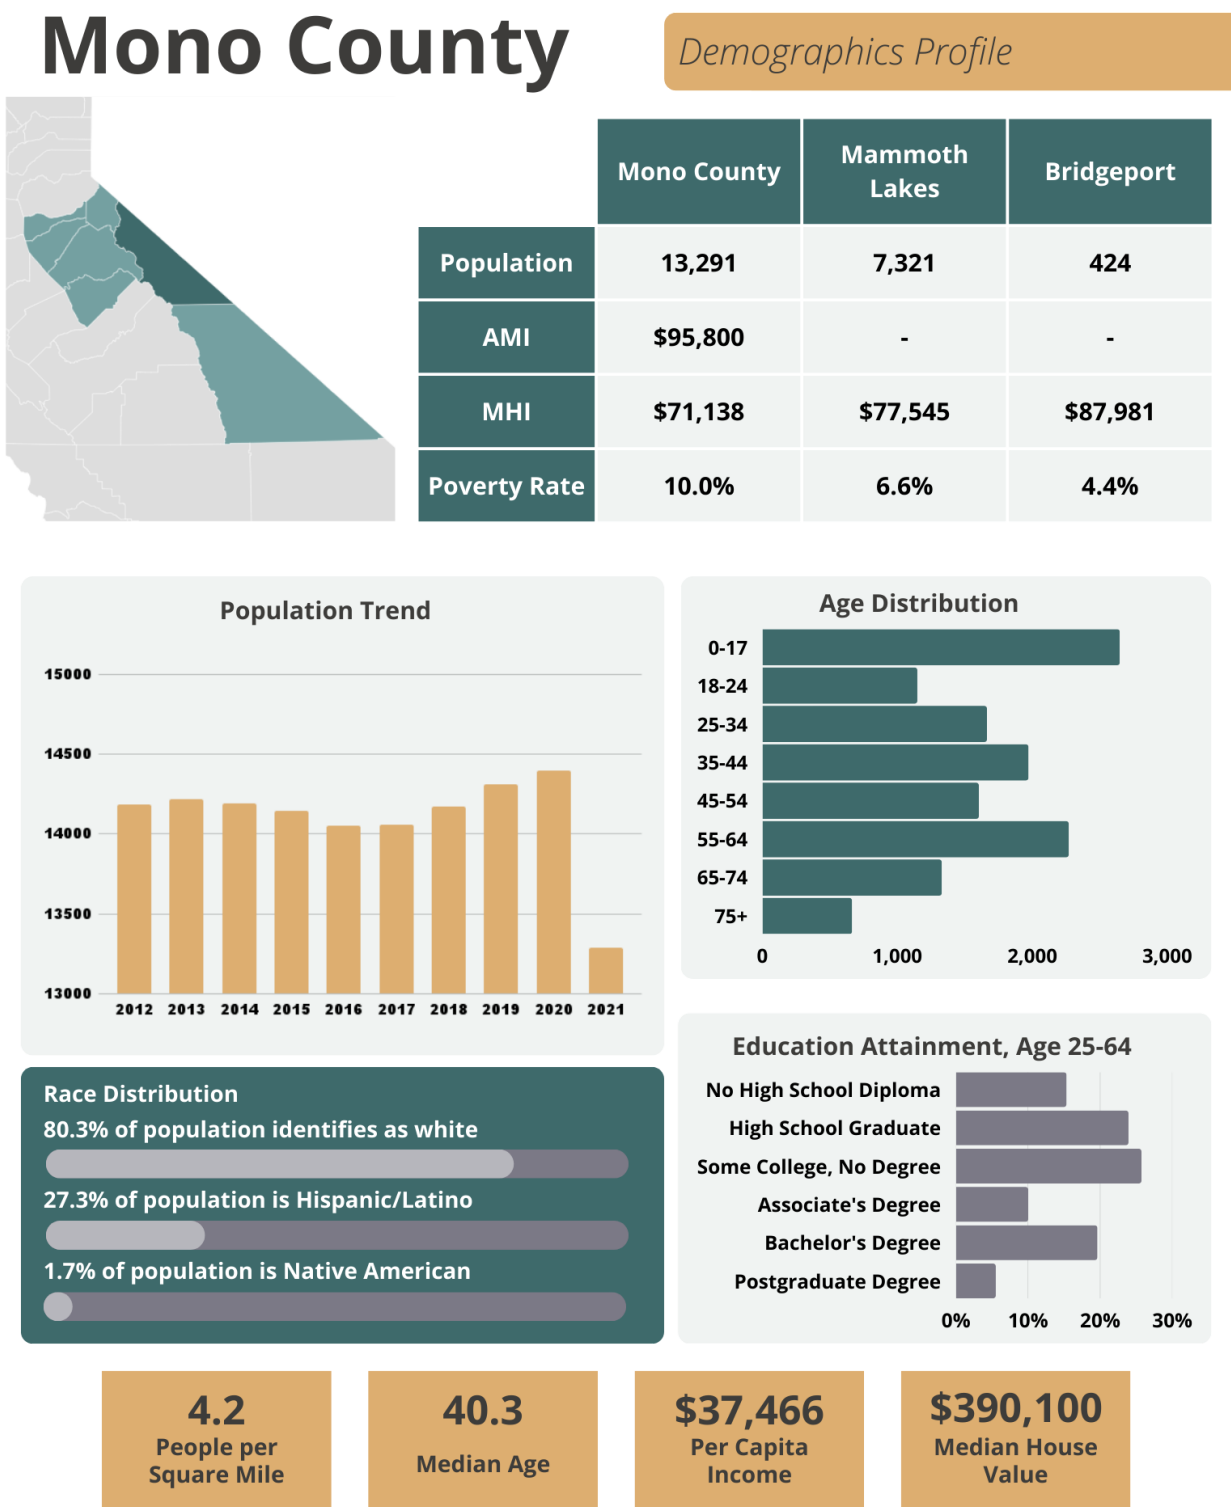 Mono County
Demographics Profile
Mono County
Mammoth
Lakes
Bridgeport
Population
13,291
7,321
424
AMI
$95,800
-
-
MHI
$71,138
$77,545
$87,981
Poverty Rate
10.0%
6.6%
4.4%
Population Trend
15000
14500
14000
13500
13000
2012
2013
2014
2015
2016
2017
2018
2019
2020
2021
Age Distribution
0-17
18-24
25-34
35-44
45-54
55-64
65-74
75+
0
1,000
2,000
3,000
Race Distribution
80.3% of population identifies as white
27.3% of population is Hispanic/Latino
1.7% of population is Native American
Education Attainment, Age 25-64
No High School Diploma
High School Graduate
Some College, No Degree
Associate's Degree
Bachelor's Degree
Postgraduate Degree
0%
10%
20%
30%
4.2
People per
Square Mile
40.3
Median Age
$37,466
Per Capita
Income
$390,100
Median House
Value